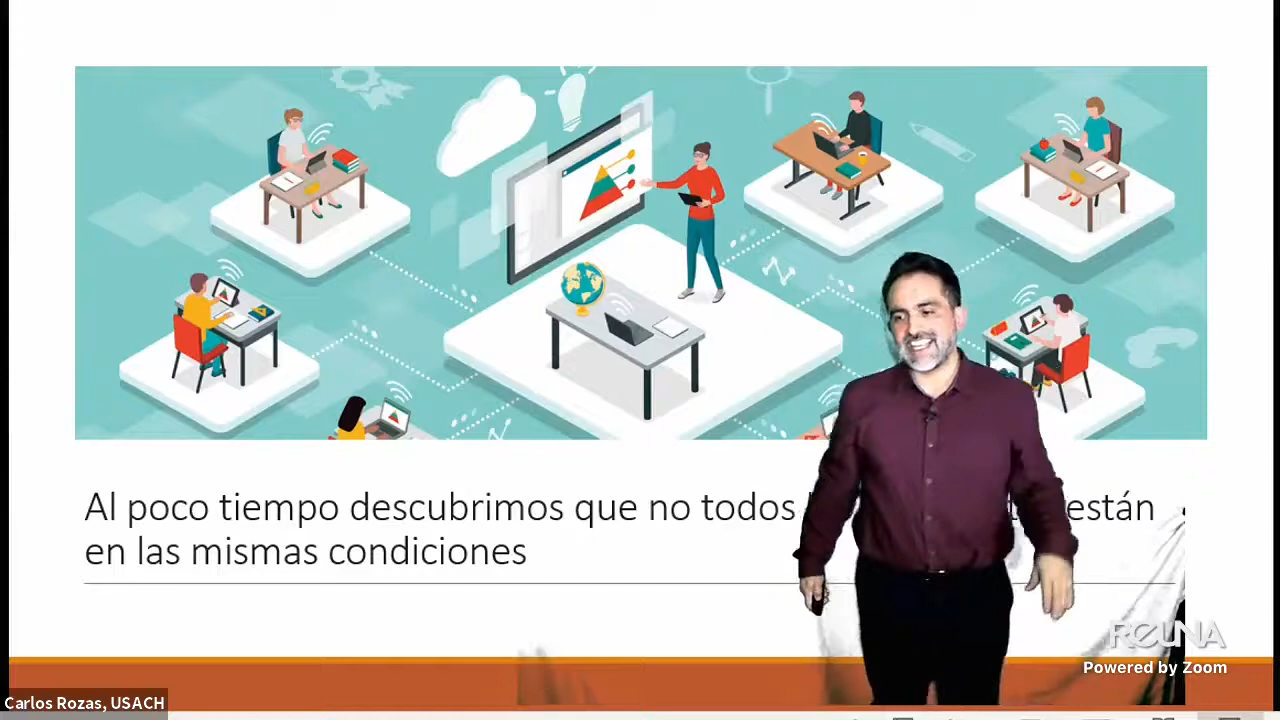 Al poco tiempo descubrimos que no todos están
en las mismas condiciones
REUNA
Powered by Zoom
Carlos Rozas, USACH